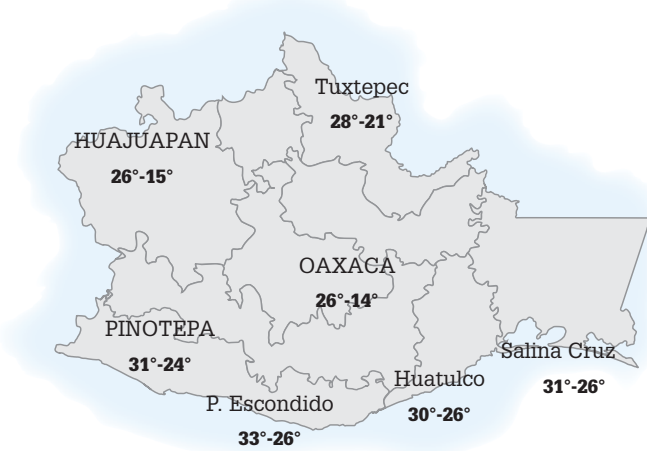 Tuxtepec
28°-21°
HUAJUAPAN
26°-15°
OAXACA
26°-14°
PINOTEPA
31°-24°
Salina Cruz
31°-26°
Huatulco
30°-26°
P. Escondido
33°-26°